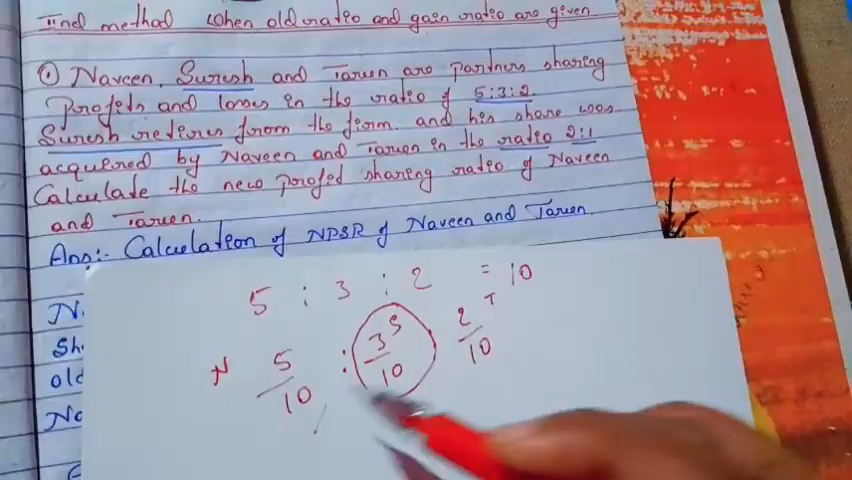 IInd method when old ratio and gain ratio are given
① Naveen, Suresh and Tarun are partners sharing
profits and losses in the ratio of 5:3:2.
Suresh retires from the firm and his share was
acquired by Naveen and Tarun in the ratio 2:1
Calculate the new profit sharing ratio of Naveen
and Tarun.
Ans:- Calculation of NPSR of Naveen and Tarun.
5 : 3 : 2 = 10
N 5/10 : 3/10 S 2/10 T
old